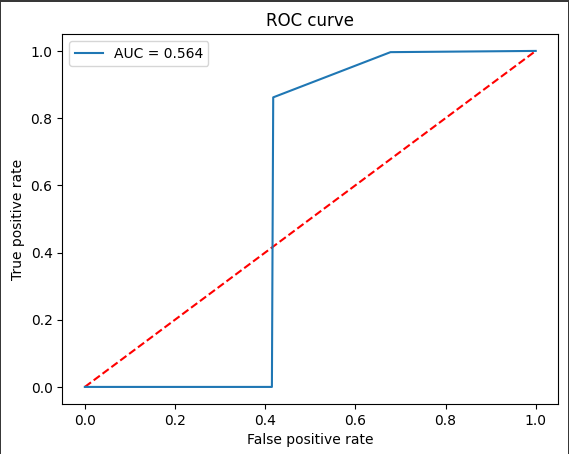 ROC curve
AUC = 0.564
1.0
0.8
0.6
0.4
0.2
0.0
True positive rate
0.0 0.2 0.4 0.6 0.8 1.0
False positive rate